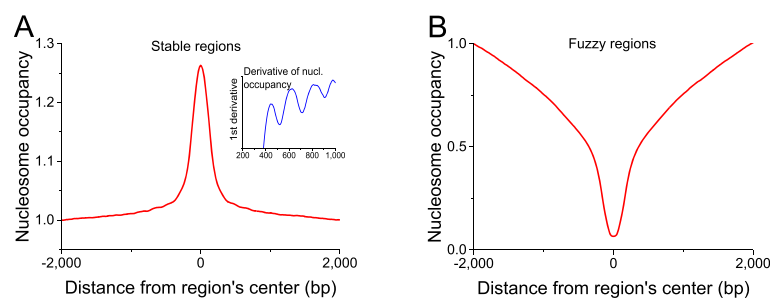 A
Stable regions
Nucleosome occupancy
1.3
1.2
1.1
1.0
-2,000
0
2,000
Distance from region's center (bp)
Derivative of nucl.
occupancy
1st derivative
200
400
600
800
1,000
B
Fuzzy regions
Nucleosome occupancy
1.0
0.5
0.0
-2,000
0
2,000
Distance from region's center (bp)